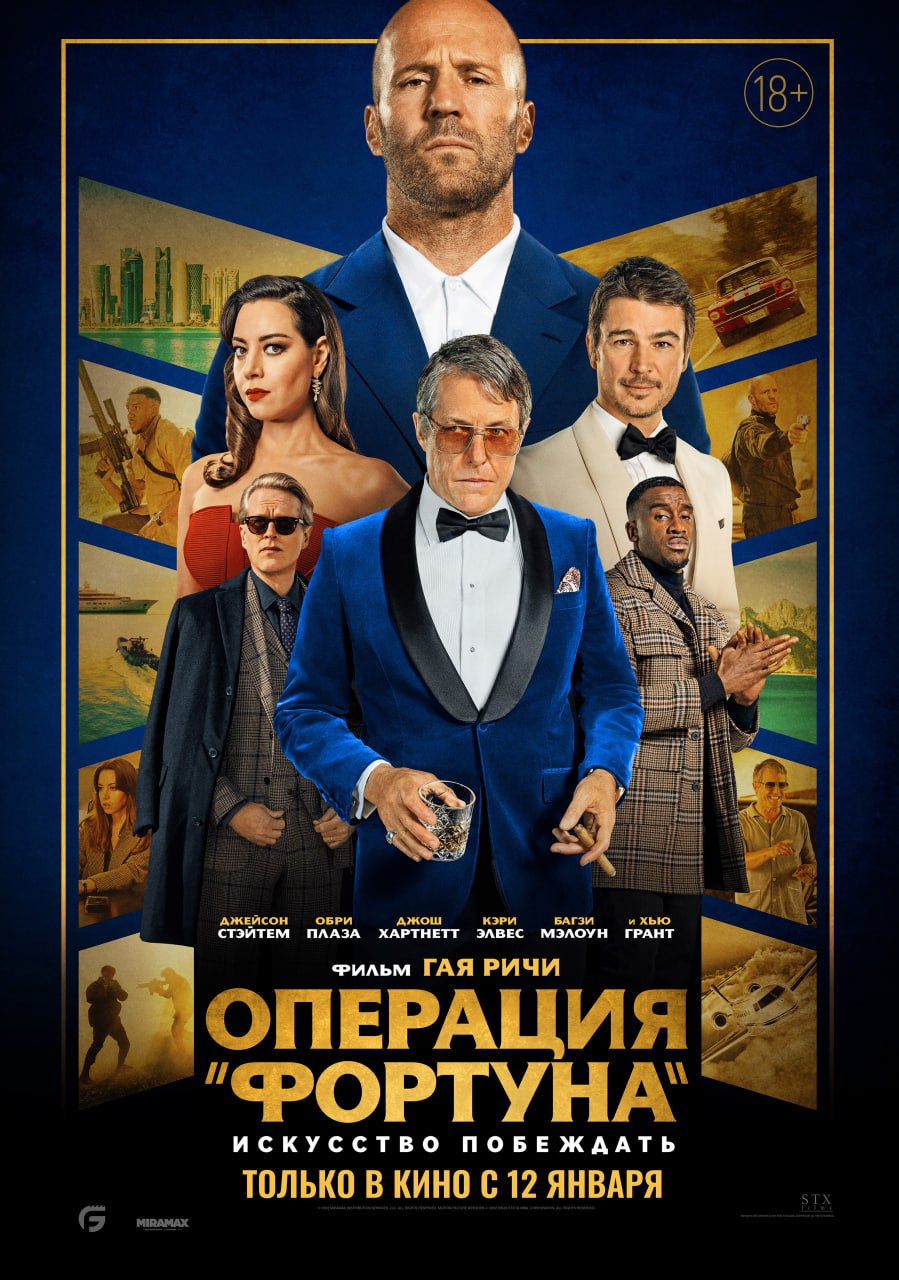 18+
ДЖЕЙСОН СТЭЙТЕМ
ОБРИ ПЛАЗА
ДЖОШ ХАРТНЕТТ
КЭРИ ЭЛВЕС
БАГЗИ МЭЛОУН
И ХЬЮ ГРАНТ
ФИЛЬМ ГАЯ РИЧИ
ОПЕРАЦИЯ
"ФОРТУНА"
ИСКУССТВО ПОБЕЖДАТЬ
ТОЛЬКО В КИНО С 12 ЯНВАРЯ
MIRAMAX
STX
films